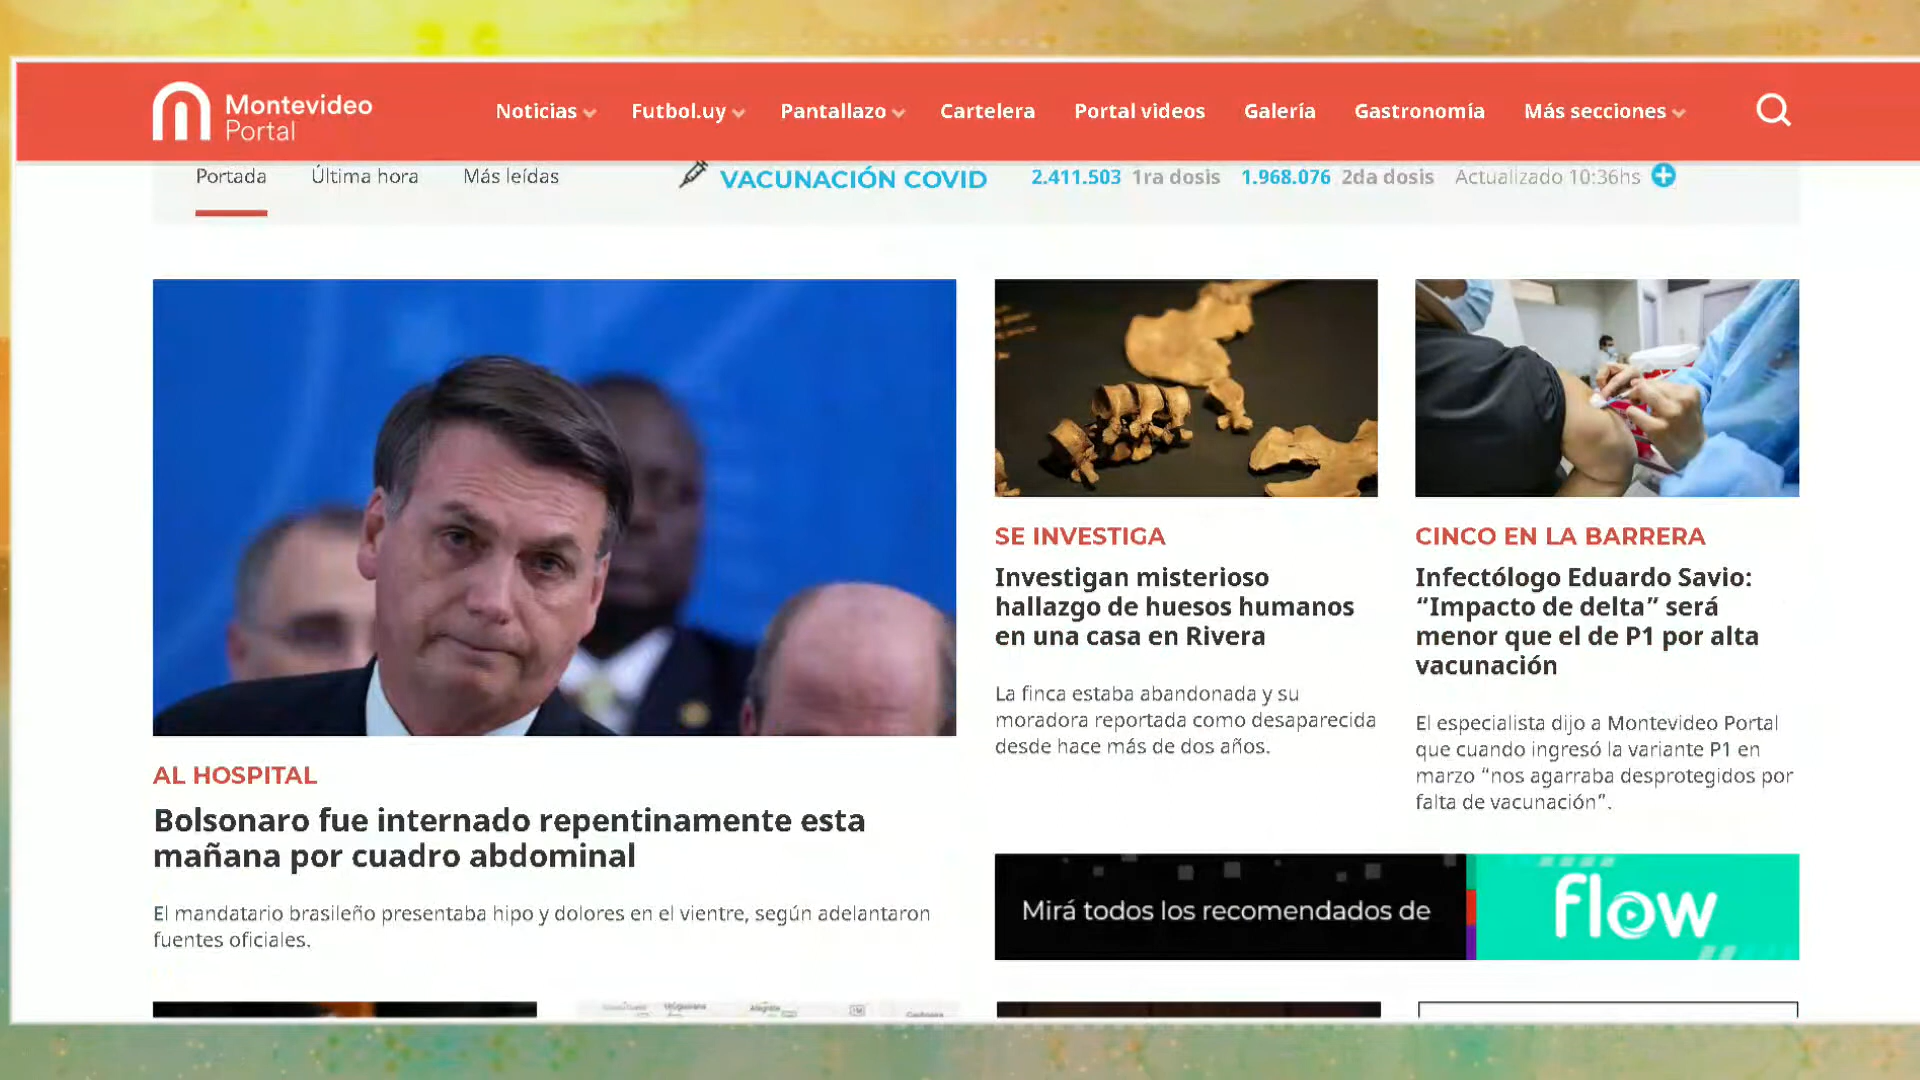 Montevideo
Portal
Noticias
Futbol.uy
Pantallazo
Cartelera
Portal videos
Galería
Gastronomía
Más secciones
Portada
Última hora
Más leídas
VACUNACIÓN COVID
2.411.503 1ra dosis 1.968.076 2da dosis Actualizado 10:36hs
AL HOSPITAL
Bolsonaro fue internado repentinamente esta
mañana por cuadro abdominal
El mandatario brasileño presentaba hipo y dolores en el vientre, según adelantaron
fuentes oficiales.
SE INVESTIGA
Investigan misterioso
hallazgo de huesos humanos
en una casa en Rivera
La finca estaba abandonada y su
moradora reportada como desaparecida
desde hace más de dos años.
CINCO EN LA BARRERA
Infectólogo Eduardo Savio:
“Impacto de delta” será
menor que el de P1 por alta
vacunación
El especialista dijo a Montevideo Portal
que cuando ingresó la variante P1 en
marzo “nos agarraba desprotegidos por
falta de vacunación”.
Mirá todos los recomendados de
flow